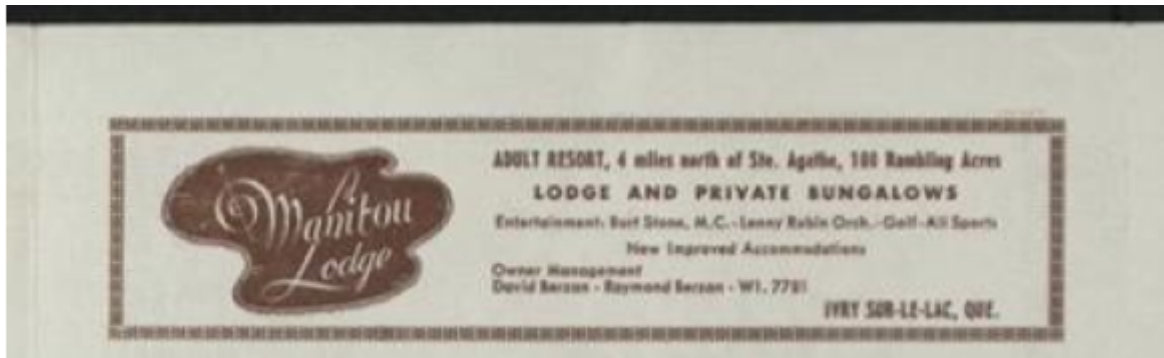 Manitou
Lodge
ADULT RESORT, 4 miles north of Ste. Agathe, 100 Rambling Acres
LODGE AND PRIVATE BUNGALOWS
Entertainment: Burt Stone, M.C.-Lenny Rubin Orch.-Golf-All Sports
New Improved Accommodations
Owner Management
David Berzan - Raymond Berzan - WI. 7781
IVRY SUR-LE-LAC, QUE.